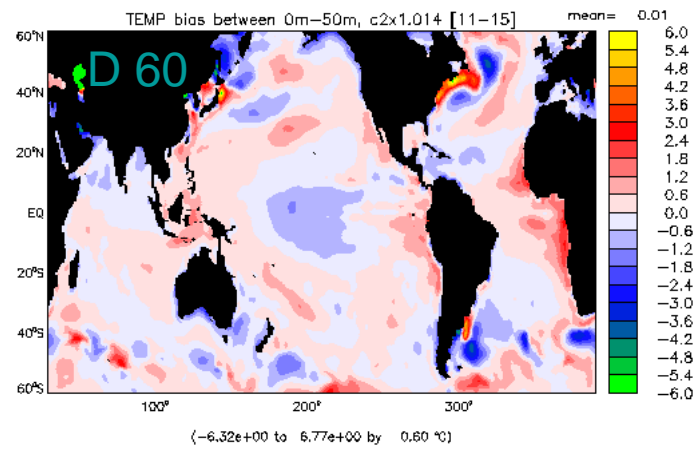 TEMP bias between 0m−50m, c2x1.014 [11−15]
mean= 0.01
D 60
60°N
40°N
20°N
EQ
20°S
40°S
60°S
100°
200°
300°
6.0
5.4
4.8
4.2
3.6
3.0
2.4
1.8
1.2
0.6
0.0
−0.6
−1.2
−1.8
−2.4
−3.0
−3.6
−4.2
−4.8
−5.4
−6.0
(−6.32e+00 to 6.77e+00 by 0.60 °C)